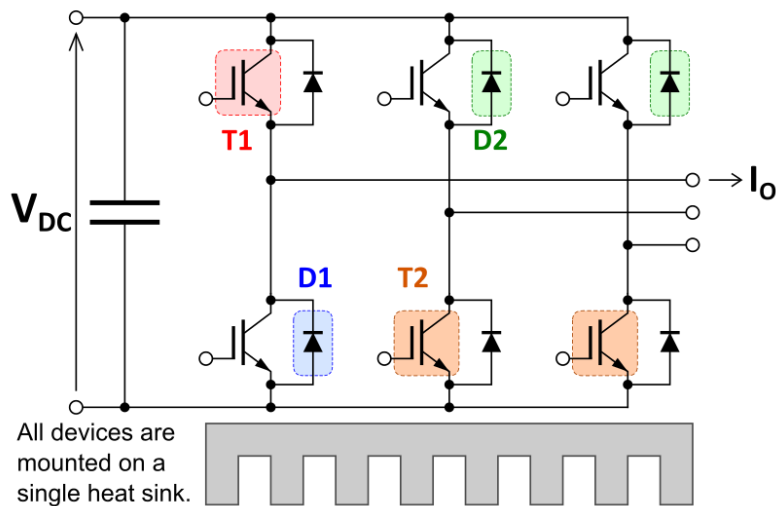 T1
D2
V_DC
I_O
D1
T2
All devices are
mounted on a
single heat sink.